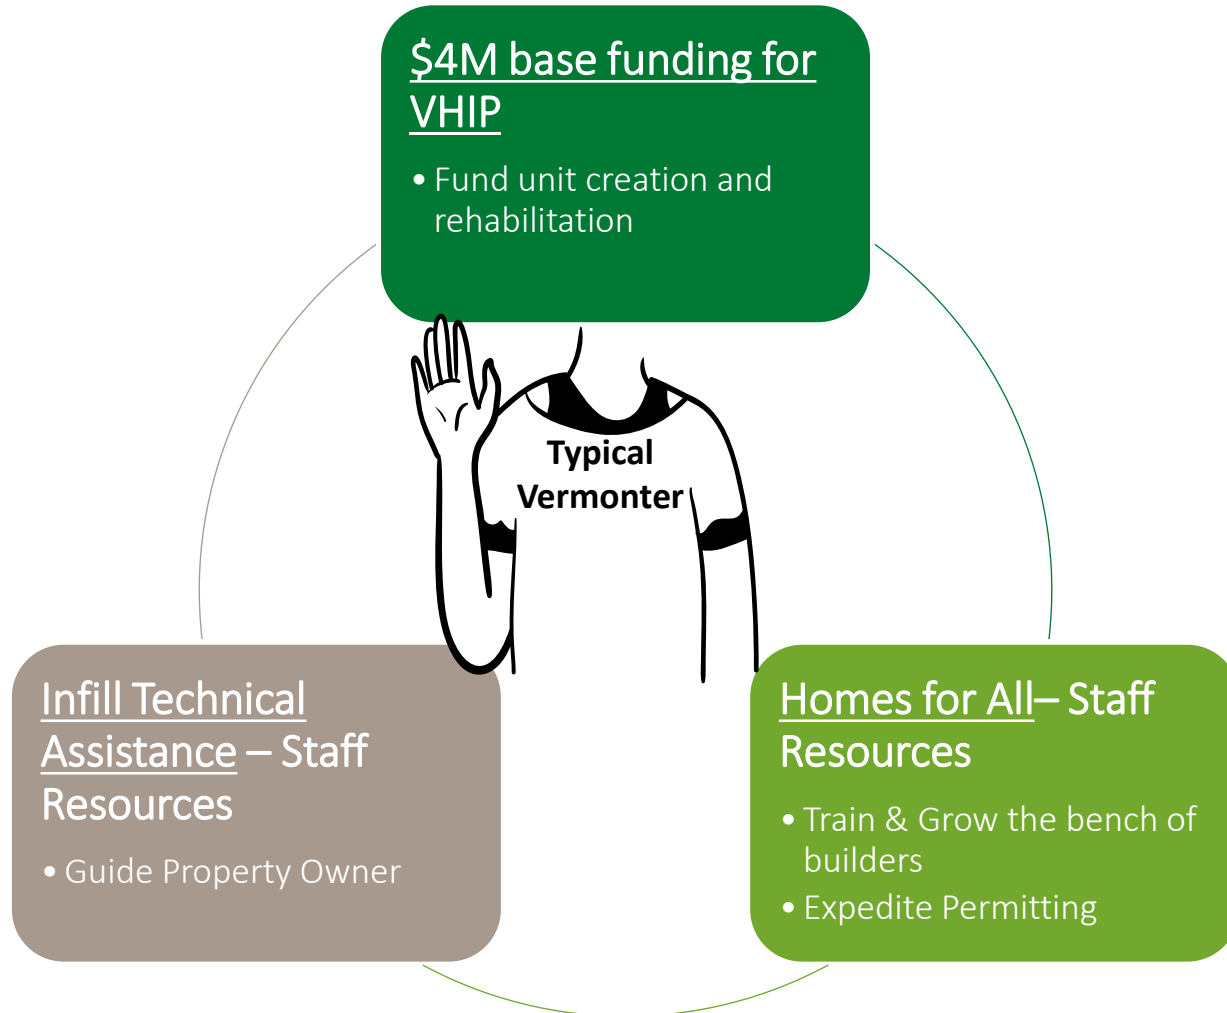 $4M base funding for
VHIP
• Fund unit creation and
rehabilitation
Typical
Vermonter
Infill Technical
Assistance – Staff
Resources
• Guide Property Owner
Homes for All– Staff
Resources
• Train & Grow the bench of
builders
• Expedite Permitting